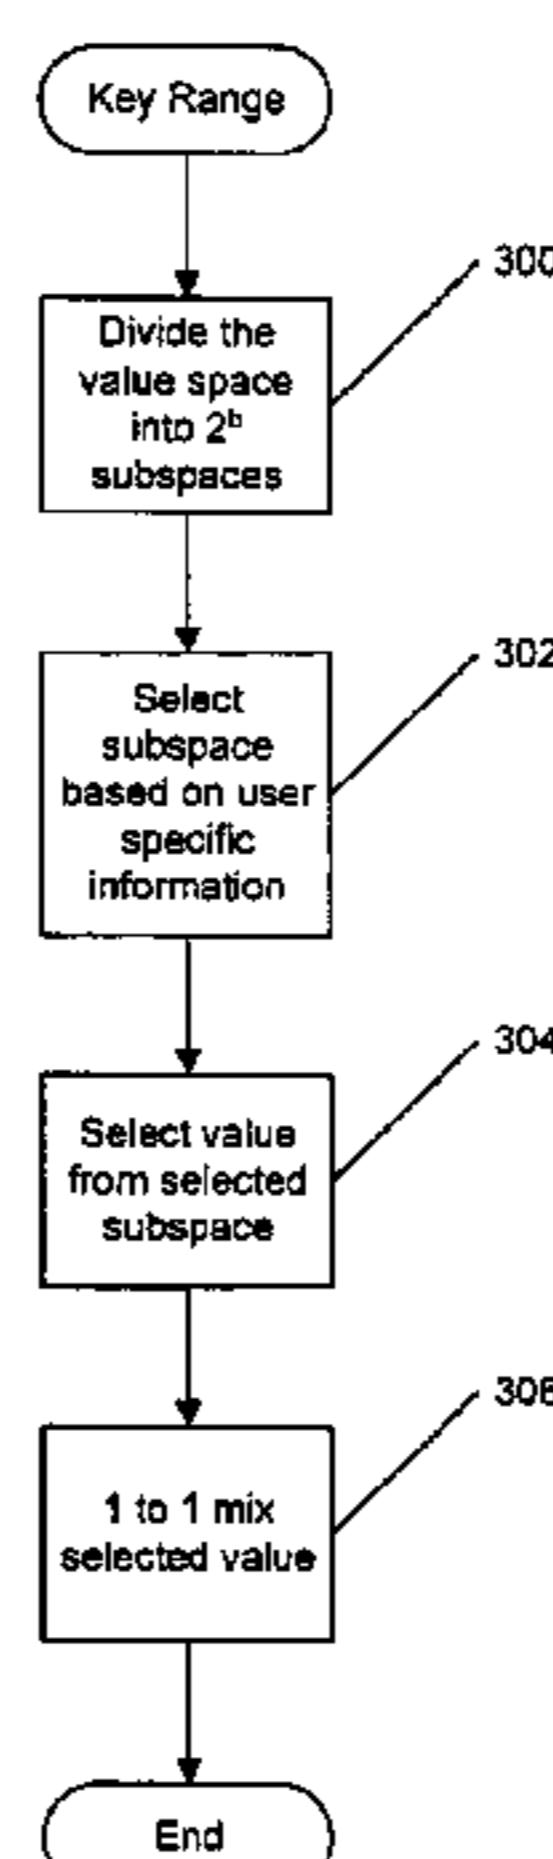 Key Range
300
Divide the
value space
into 2ᵇ
subspaces
302
Select
subspace
based on user
specific
information
304
Select value
from selected
subspace
306
1 to 1 mix
selected value
End